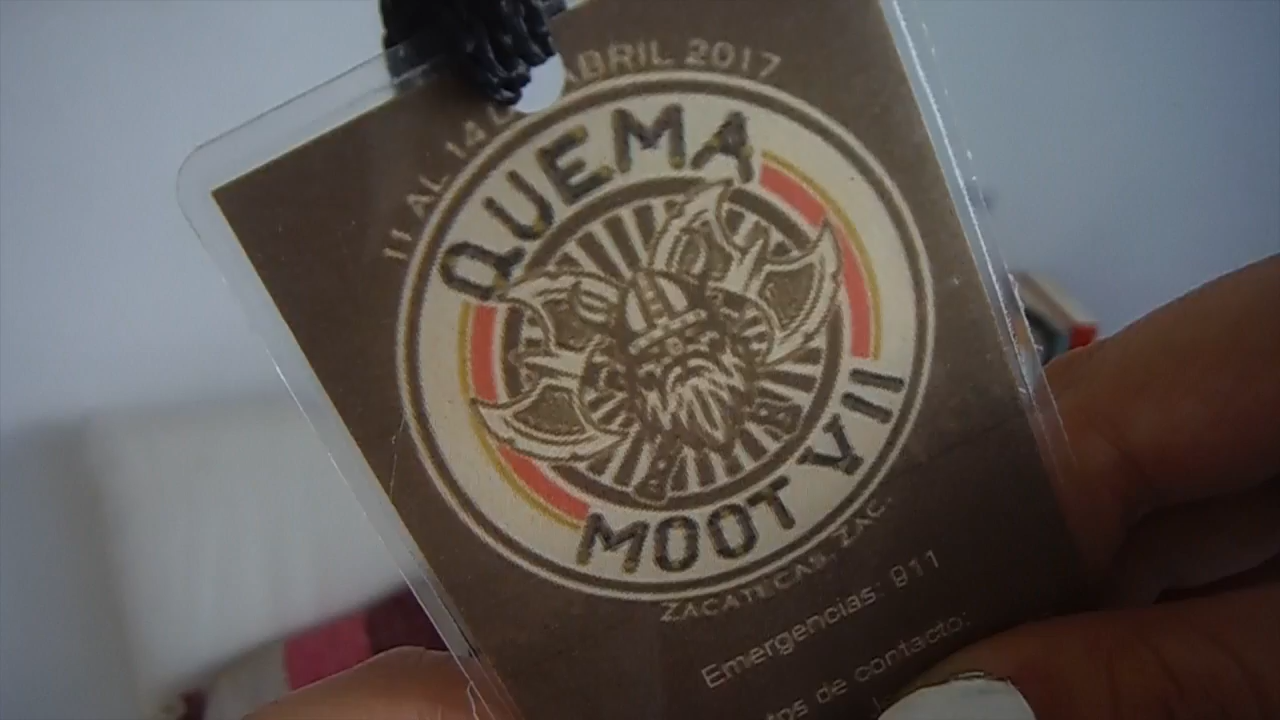 11 AL 14 ABRIL 2017
QUEMA
MOOT VII
ZACATECAS, ZAC.
Emergencias: 911
de contacto: